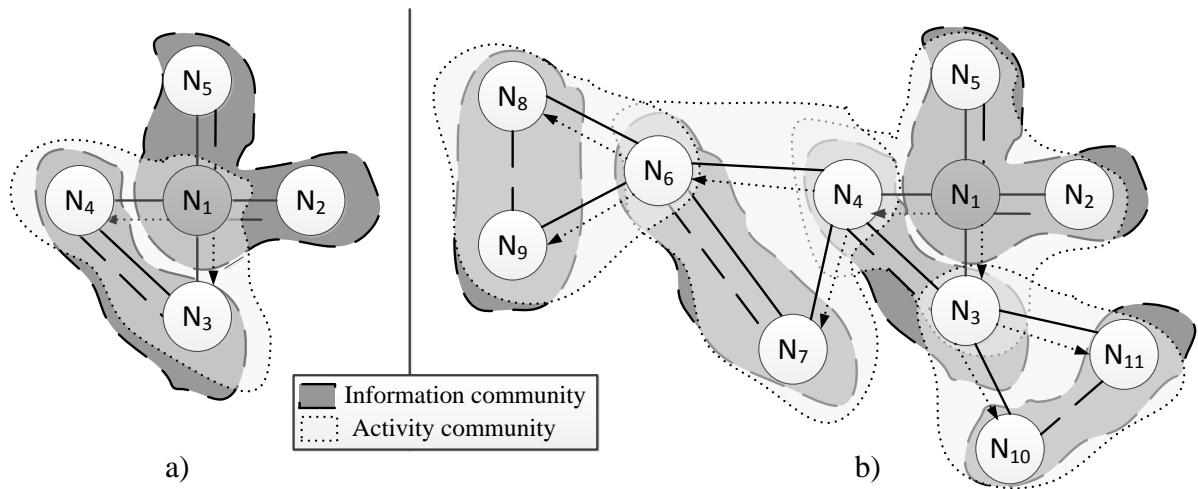 N5
N4
N1
N2
N3
a)
N8
N6
N9
N7
N4
N5
N1
N2
N3
N11
N10
b)
Information community
Activity community